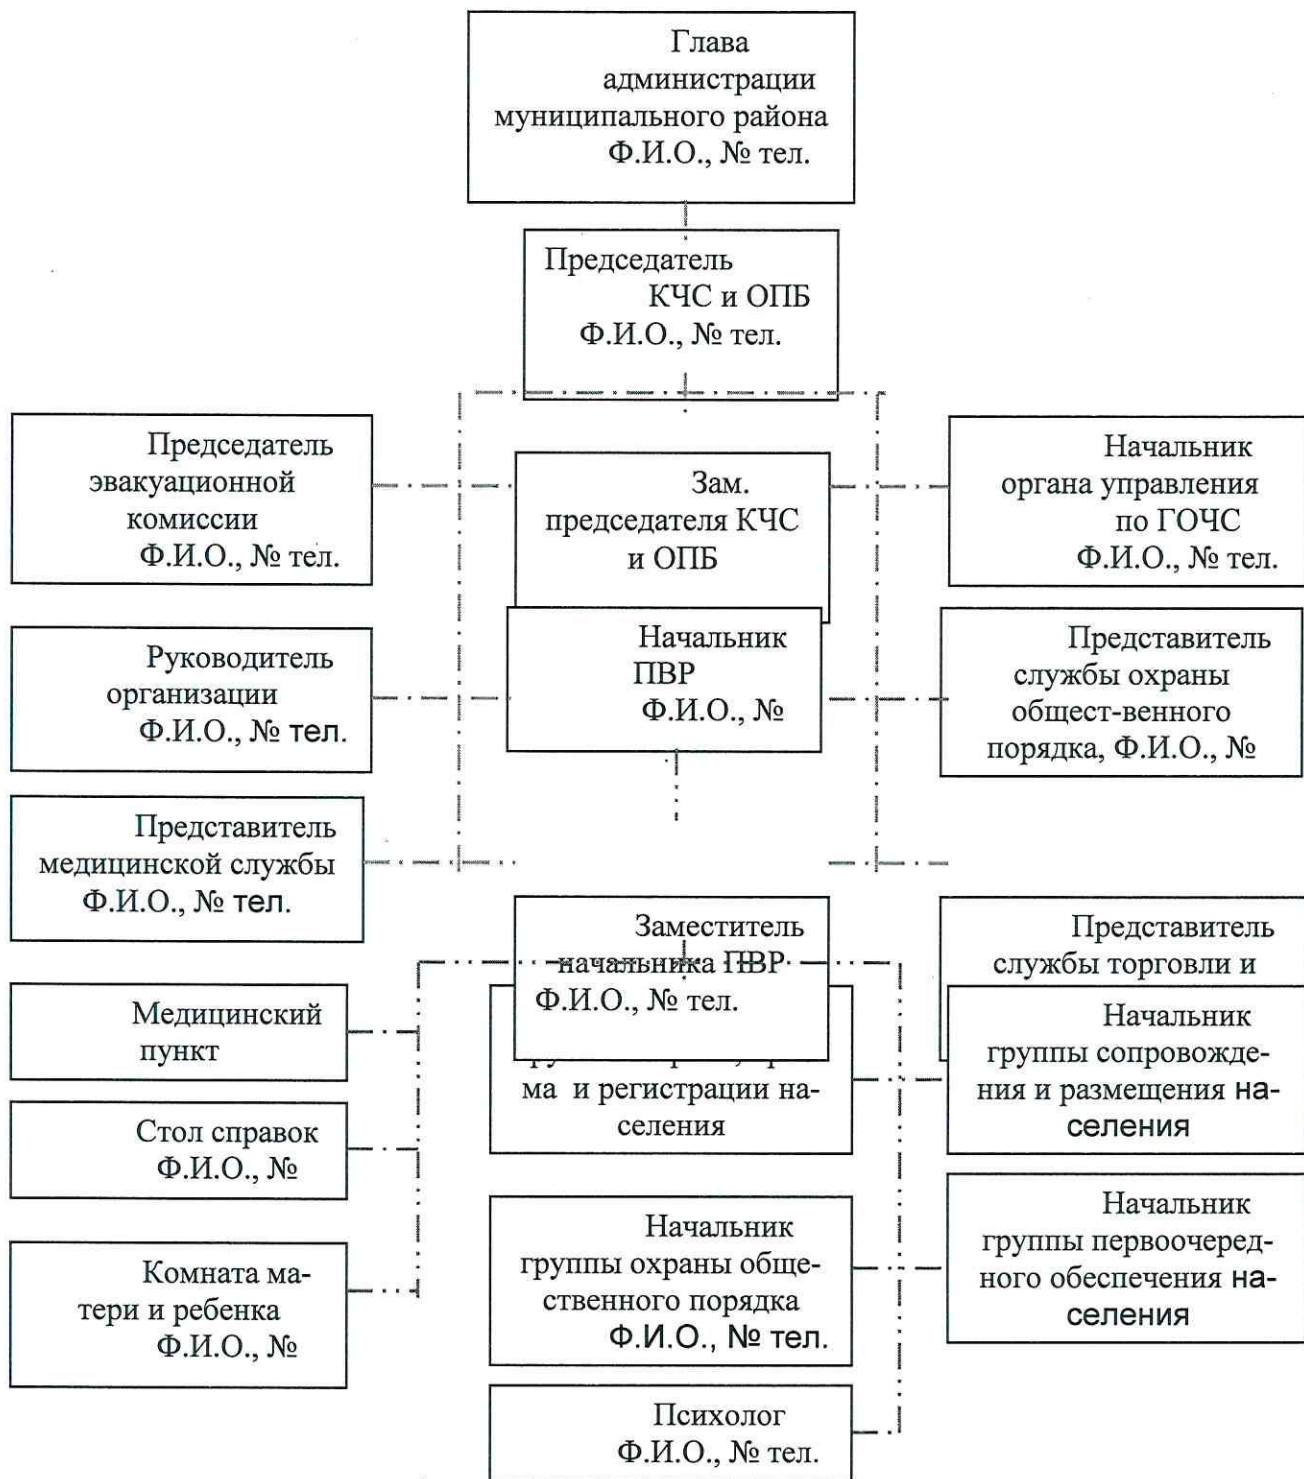 Глава
администрации
муниципального района
Ф.И.О., № тел.
Председатель
КЧС и ОПБ
Ф.И.О., № тел.
Председатель
эвакуационной
комиссии
Ф.И.О., № тел.
Зам.
председателя КЧС
и ОПБ
Начальник
органа управления
по ГОЧС
Ф.И.О., № тел.
Руководитель
организации
Ф.И.О., № тел.
Начальник
ПВР
Ф.И.О., №
Представитель
службы охраны
общест-венного
порядка, Ф.И.О., №
Представитель
медицинской службы
Ф.И.О., № тел.
Заместитель
начальника ПВР
Ф.И.О., № тел.
Представитель
службы торговли и
Медицинский
пункт
ма и регистрации на-
селения
Начальник
группы сопровожде-
ния и размещения на-
селения
Стол справок
Ф.И.О., №
Комната ма-
тери и ребенка
Ф.И.О., №
Начальник
группы охраны обще-
ственного порядка
Ф.И.О., № тел.
Начальник
группы первоочеред-
ного обеспечения на-
селения
Психолог
Ф.И.О., № тел.